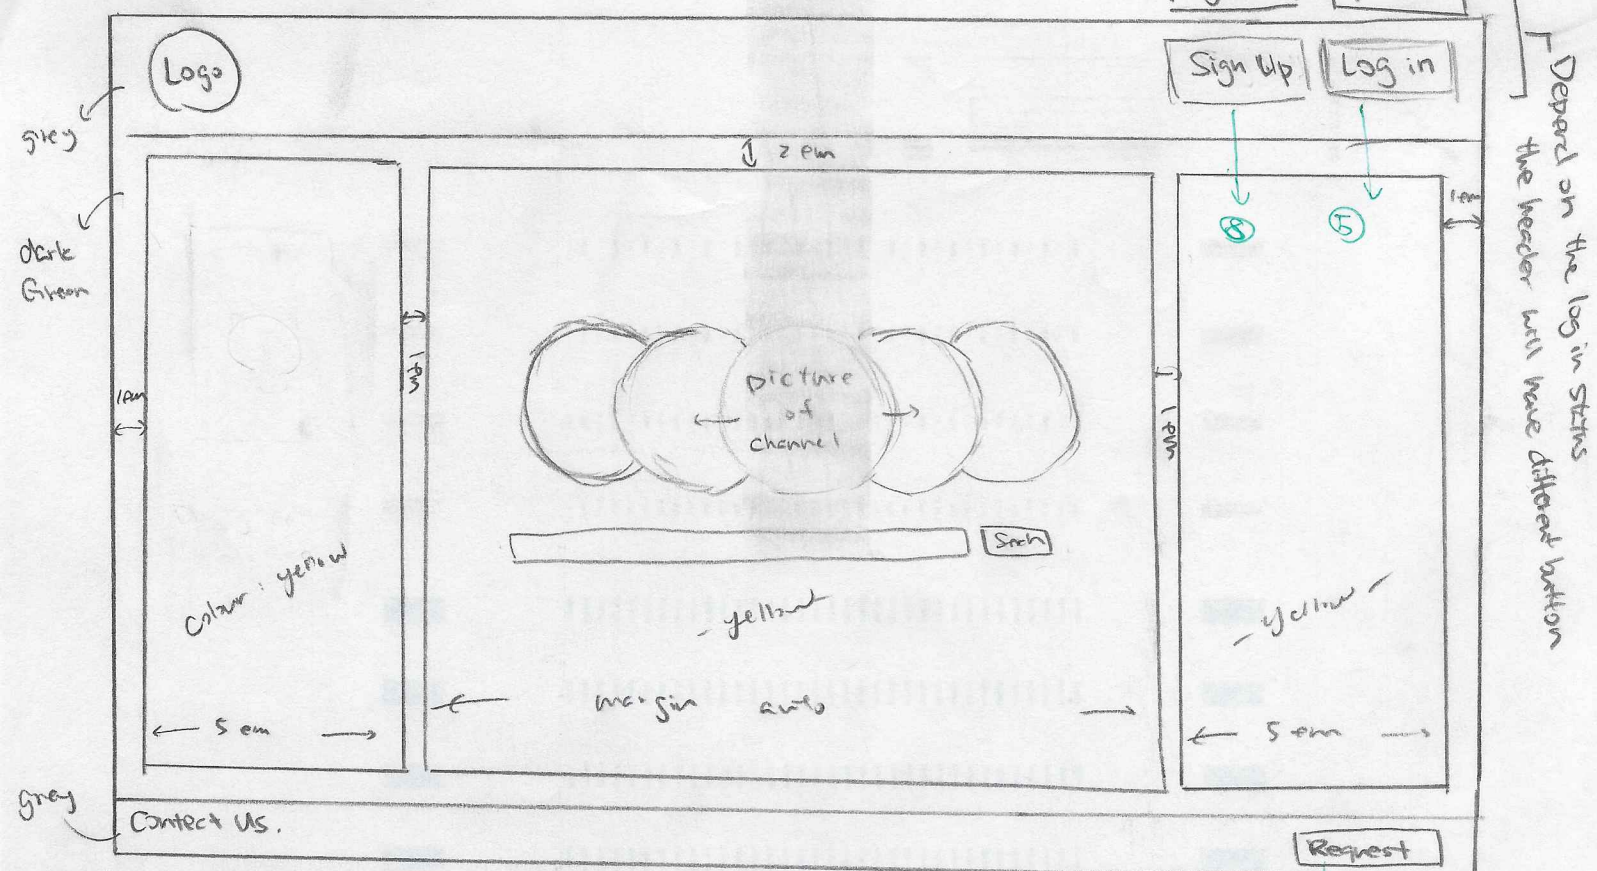 Logo
Sign Up
Log in
grey
2 em
dark
Green
8
5
1em
1em
1em
1em
picture
of
channel
Srch
colour : yellow
- yellow
- yellow -
margin auto
5 em
5 em
grey
Contect Us.
Request
Depend on the log in status
the header will have different button